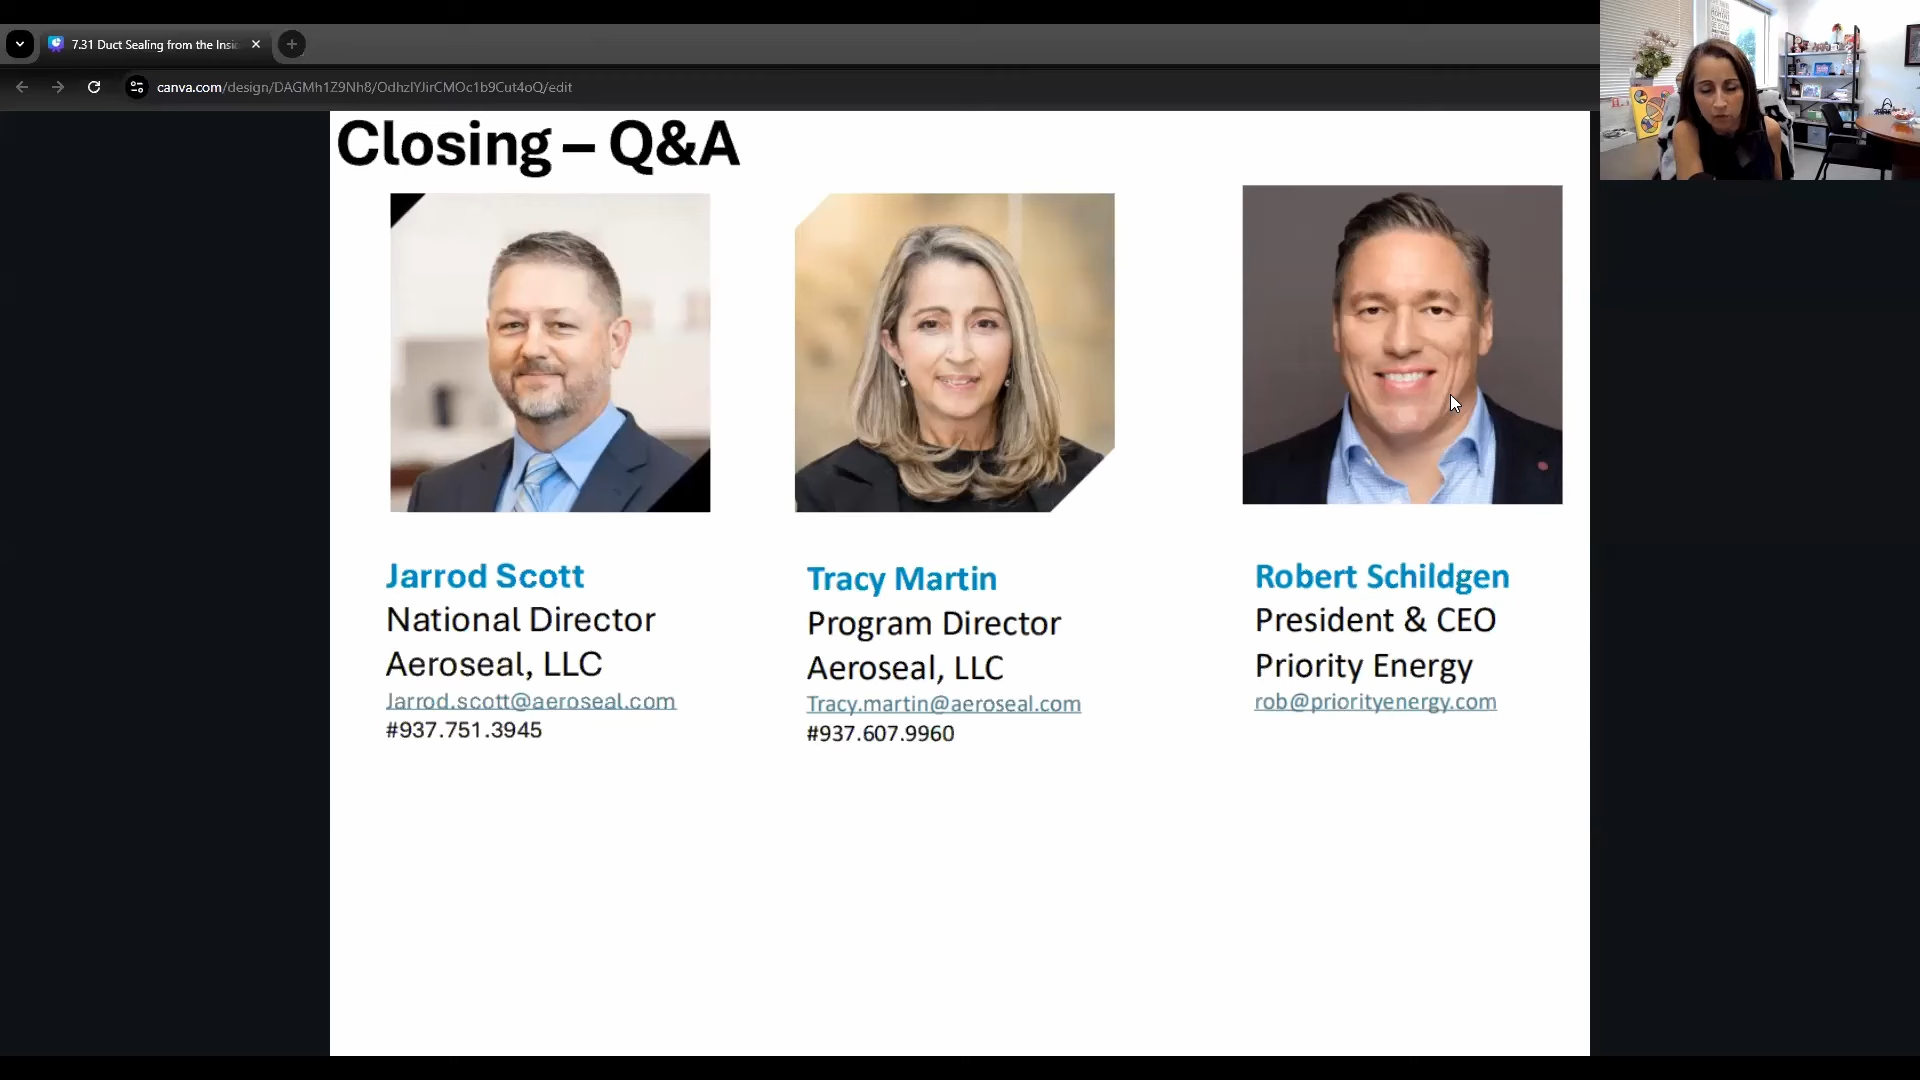 7.31 Duct Sealing from the Insi
canva.com/design/DAGMh1Z9Nh8/OdhzIYJirCMOc1b9Cut4oQ/edit
Closing – Q&A
Jarrod Scott
National Director
Aeroseal, LLC
Jarrod.scott@aeroseal.com
#937.751.3945
Tracy Martin
Program Director
Aeroseal, LLC
Tracy.martin@aeroseal.com
#937.607.9960
Robert Schildgen
President & CEO
Priority Energy
rob@priorityenergy.com